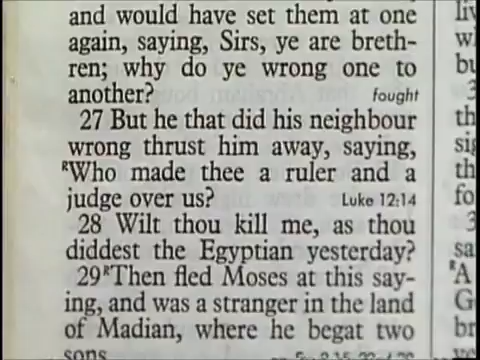 and would have set them at one
again, saying, Sirs, ye are breth-
ren; why do ye wrong one to
another? fought
27 But he that did his neighbour
wrong thrust him away, saying,
ᴿWho made thee a ruler and a
judge over us? Luke 12:14
28 Wilt thou kill me, as thou
diddest the Egyptian yesterday?
29 ᴿThen fled Moses at this say-
ing, and was a stranger in the land
of Madian, where he begat two
sons